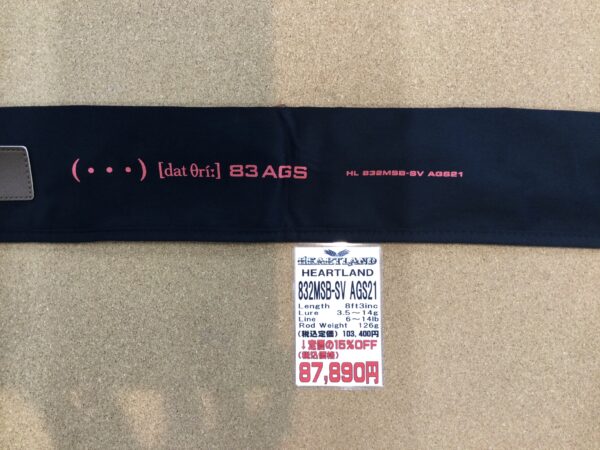 (・・・) [dat θríː] 83 AGS
HL 832MSB-SV AGS21
HEARTLAND
HEARTLAND
832MSB-SV AGS21
Length 8ft3inc
Lure 3.5〜14g
Line 6〜14lb
Rod Weight 126g
(税込定価) 103,400円
↓定価の15%OFF
(税込価格)
87,890円